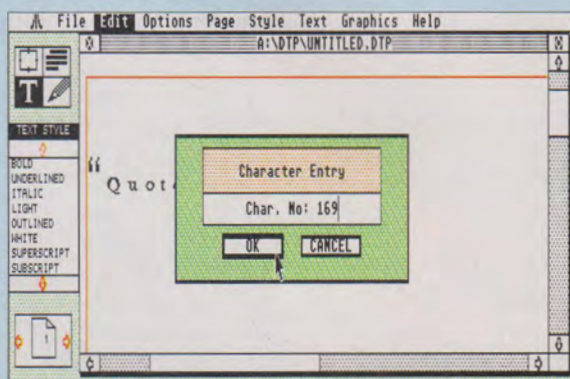 File Edit Options Page Style Text Graphics Help
A:\DTP\UNTITLED.DTP
T
TEXT STYLE
BOLD
UNDERLINED
ITALIC
LIGHT
OUTLINED
WHITE
SUPERSCRIPT
SUBSCRIPT
1
“
Quot
Character Entry
Char. No: 169
OK CANCEL